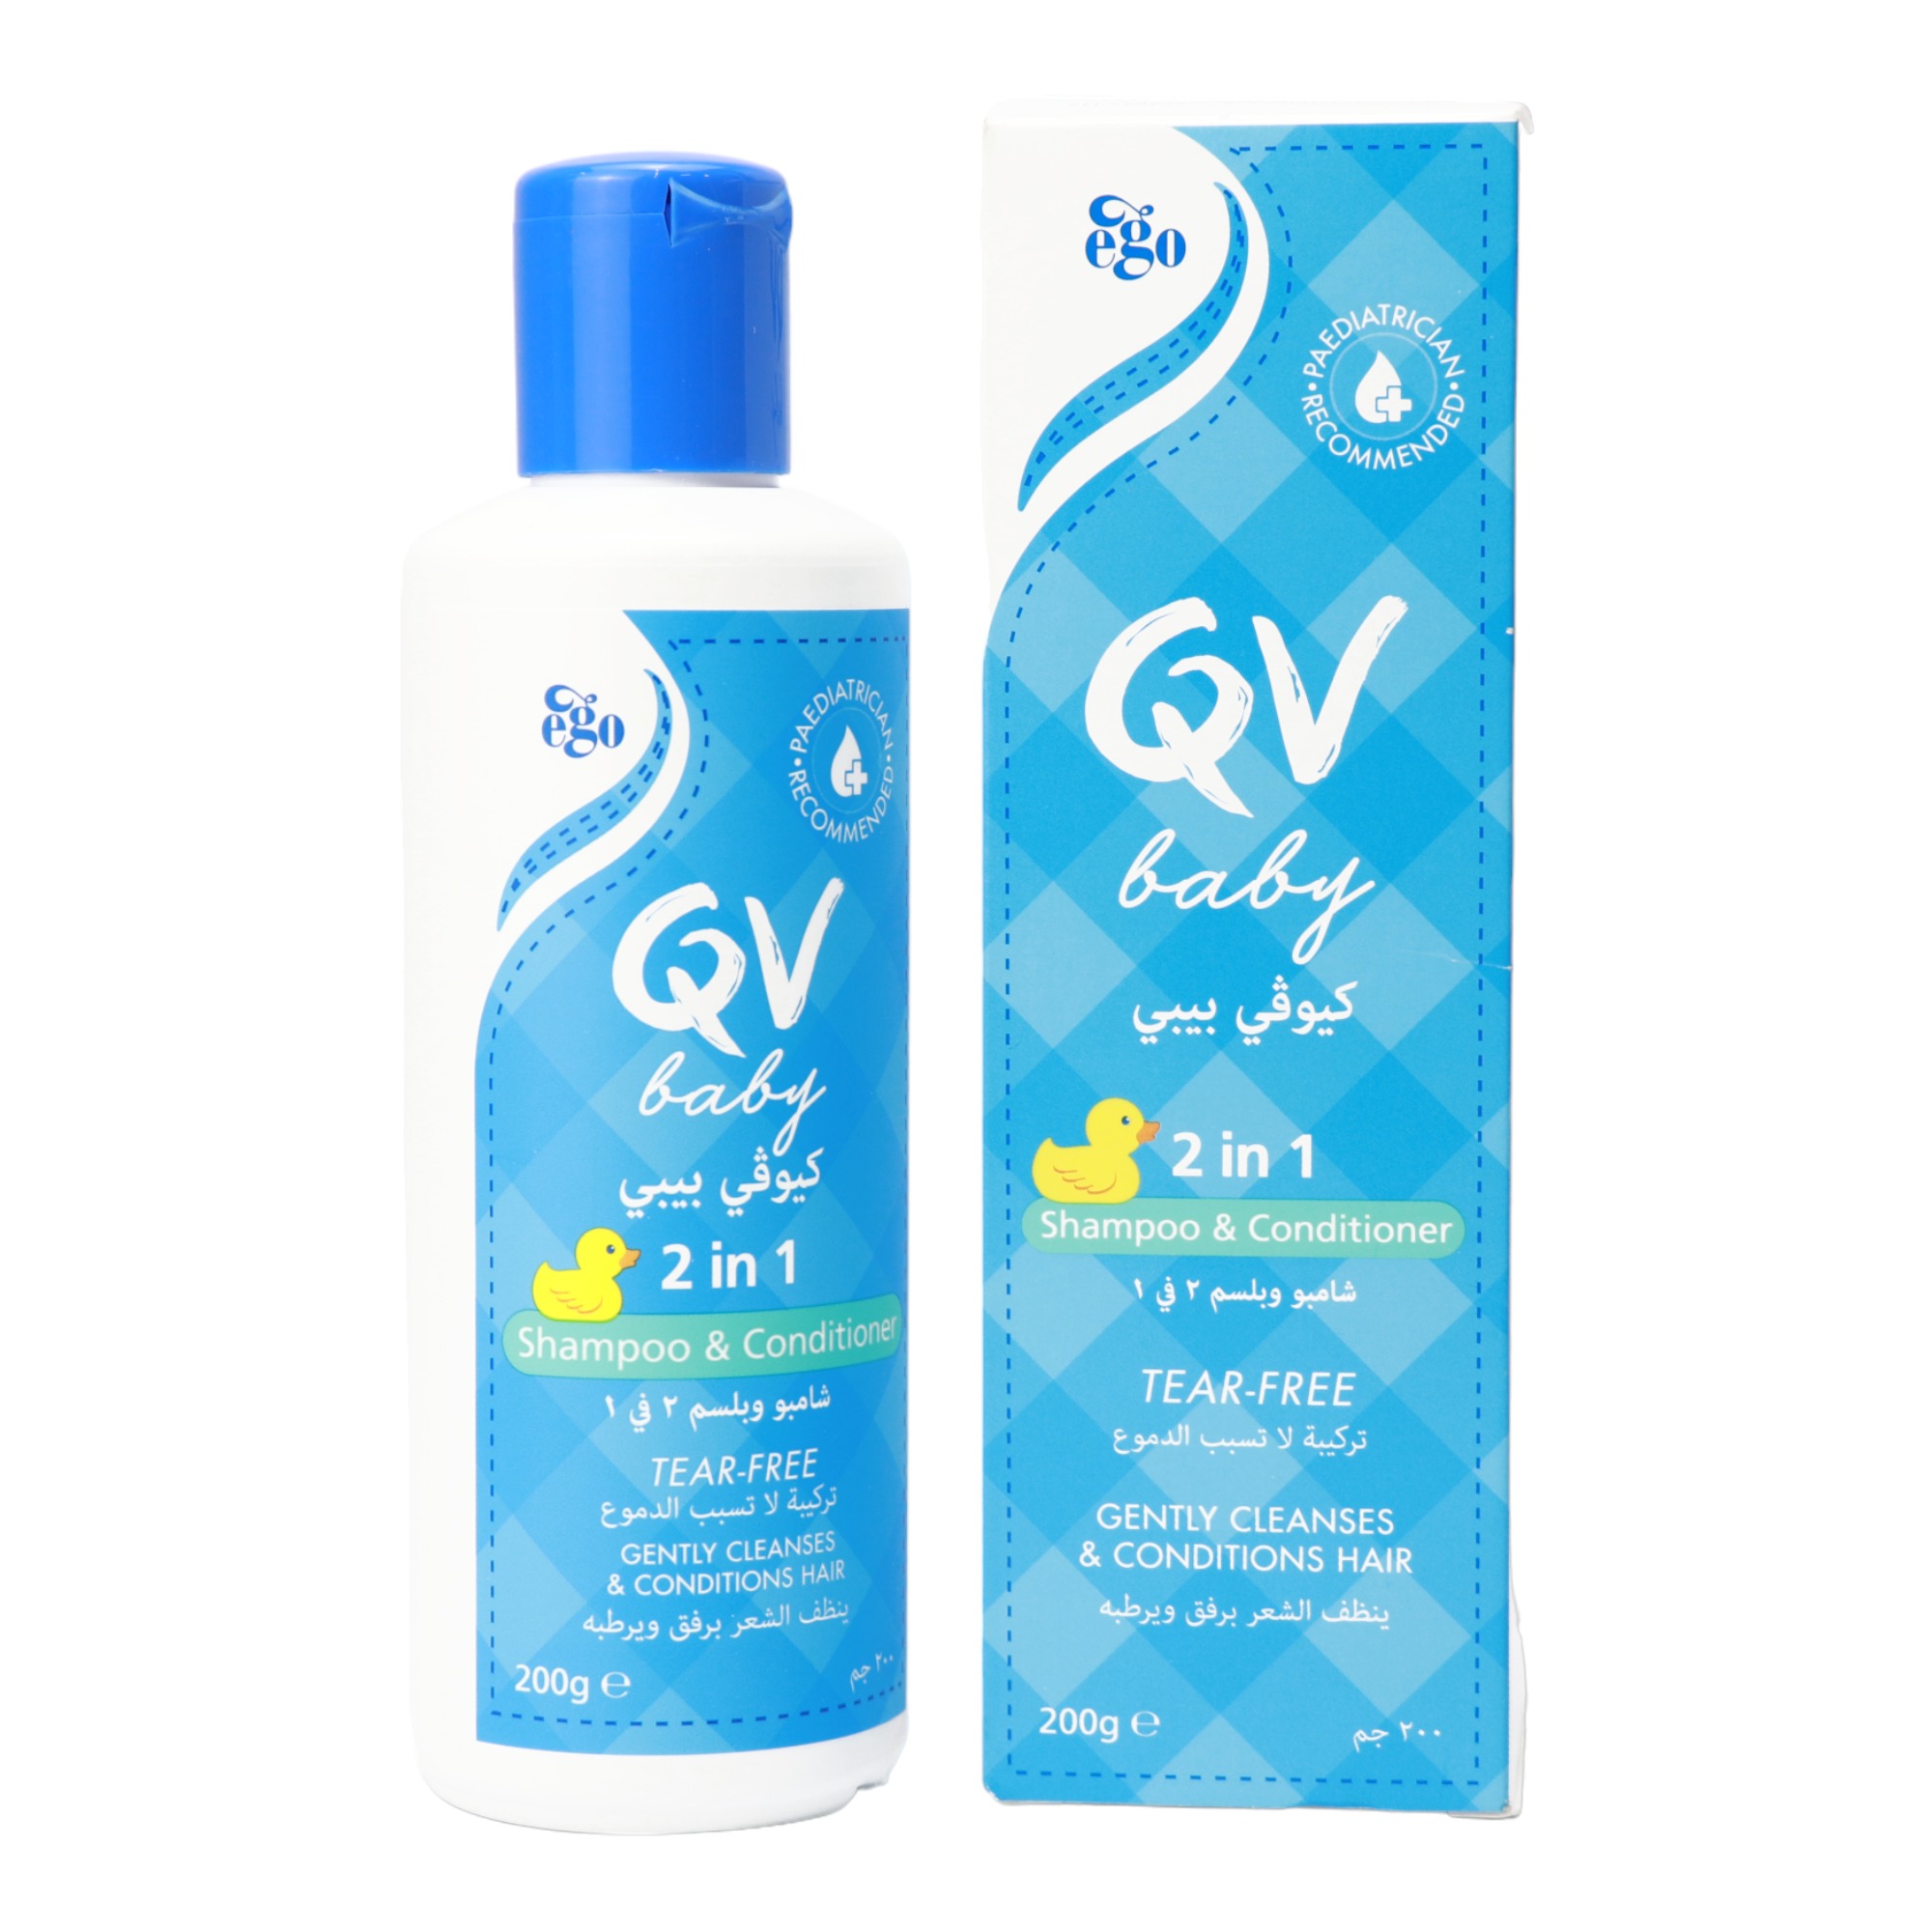 ego
PAEDIATRICIAN
RECOMMENDED
QV
baby
كيوڤي بيبي
2 in 1
Shampoo & Conditioner
شامبو وبلسم ٢ في ١
TEAR-FREE
تركيبة لا تسبب الدموع
GENTLY CLEANSES
& CONDITIONS HAIR
ينظف الشعر برفق ويرطبه
200g ℮
٢٠٠ جم
ego
PAEDIATRICIAN
RECOMMENDED
QV
baby
كيوڤي بيبي
2 in 1
Shampoo & Conditioner
شامبو وبلسم ٢ في ١
TEAR-FREE
تركيبة لا تسبب الدموع
GENTLY CLEANSES
& CONDITIONS HAIR
ينظف الشعر برفق ويرطبه
200g ℮
٢٠٠ جم